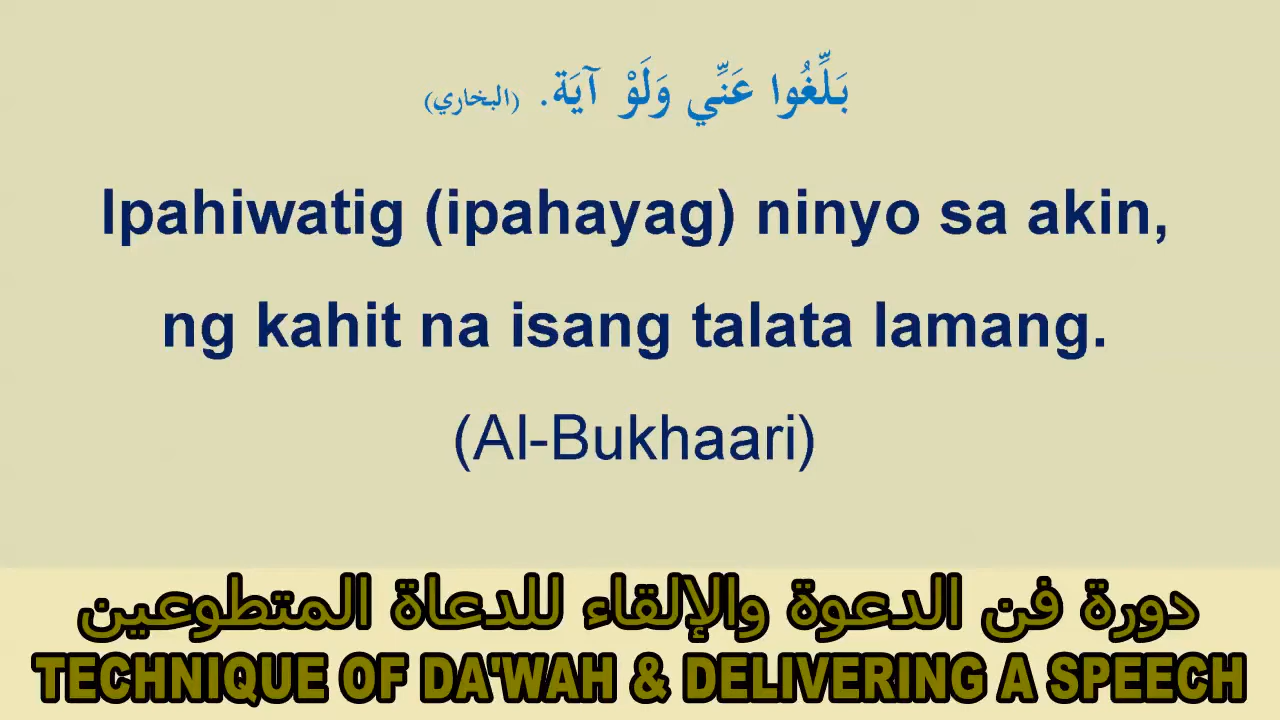 بَلِّغُوا عَنِّي وَلَوْ آيَة. (البخاري)
Ipahiwatig (ipahayag) ninyo sa akin,
ng kahit na isang talata lamang.
(Al-Bukhaari)
دورة فن الدعوة والإلقاء للدعاة المتطوعين
TECHNIQUE OF DA'WAH & DELIVERING A SPEECH